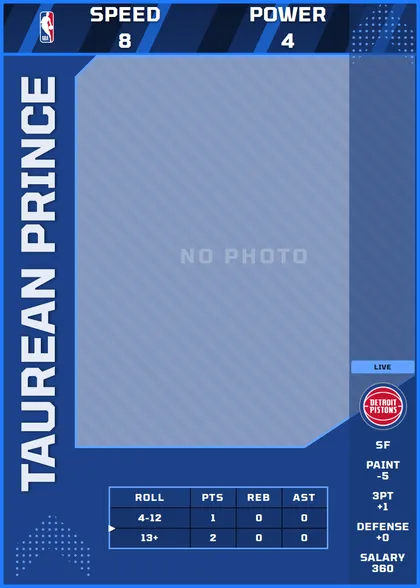 SPEED POWER
8 4
TAUREAN PRINCE
NO PHOTO
LIVE
DETROIT
PISTONS
SF
PAINT
-5
3PT
+1
DEFENSE
+0
SALARY
360
ROLL PTS REB AST
4-12 1 0 0
13+ 2 0 0